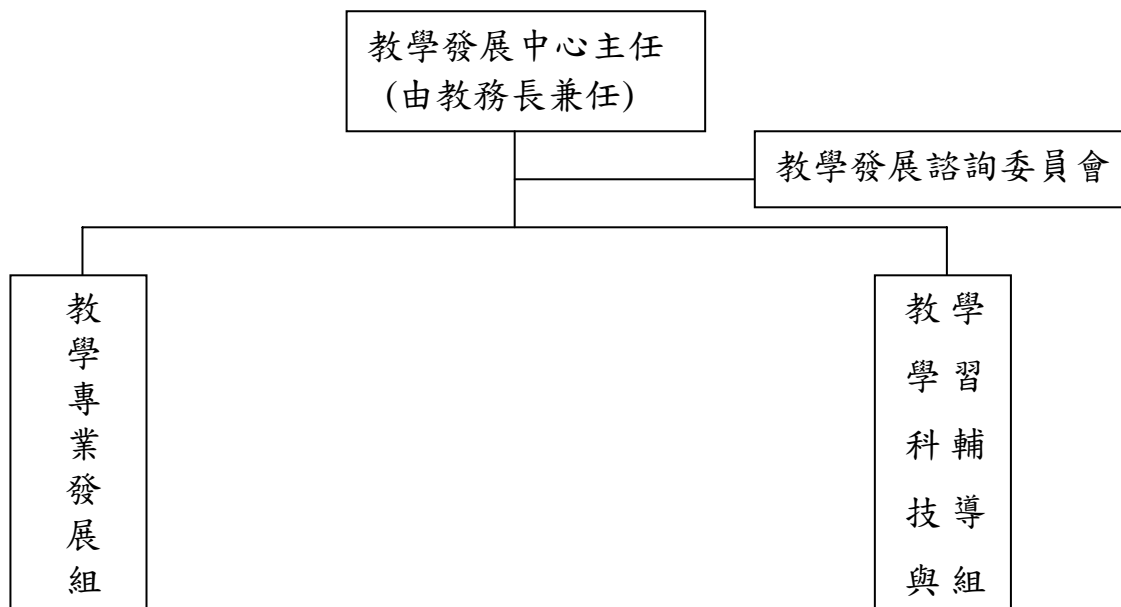 教學發展中心主任
(由教務長兼任)
教學發展諮詢委員會
教學專業發展組
教學科技與
學習輔導組